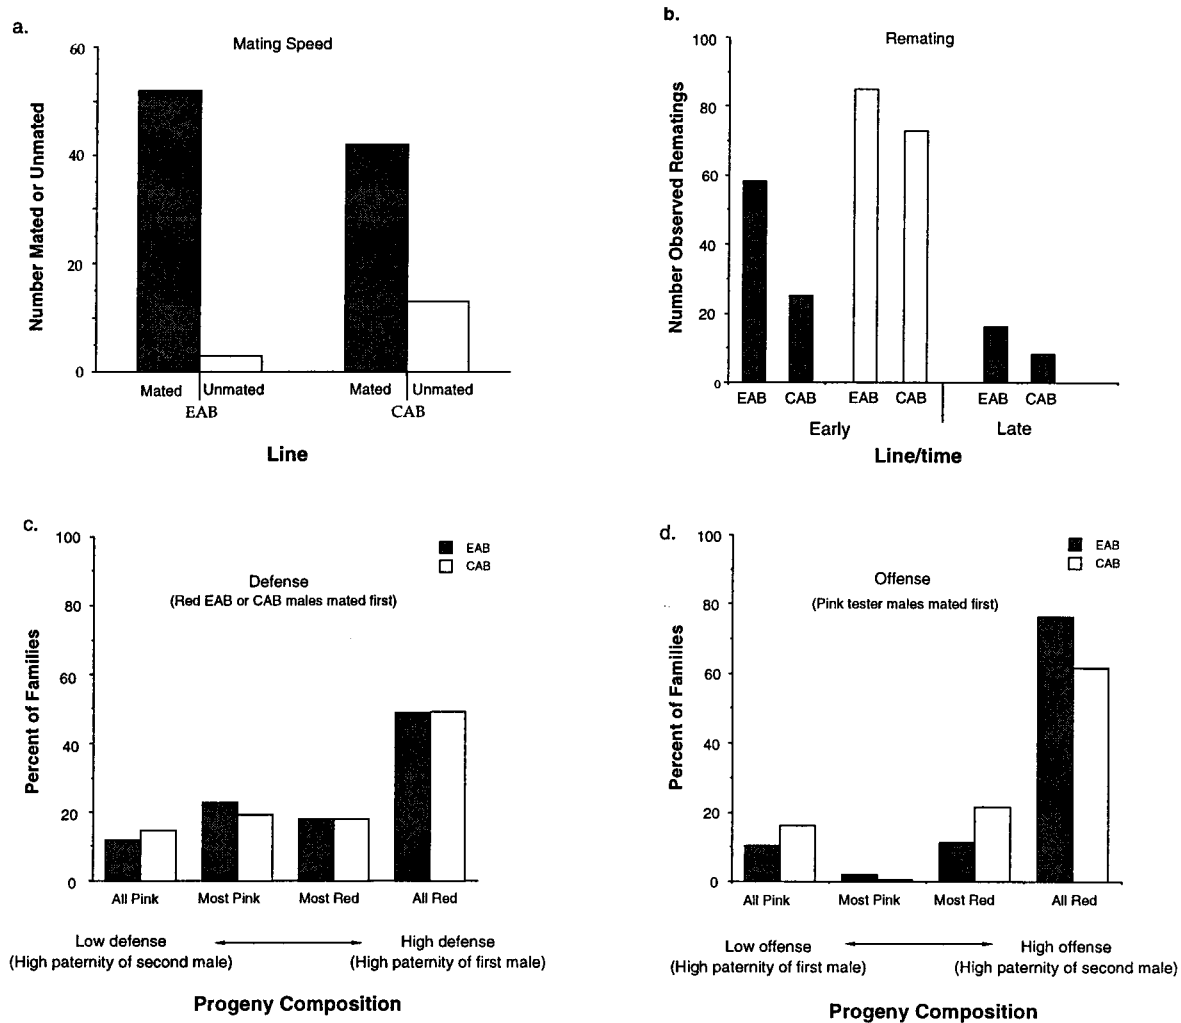 a.
Mating Speed
60
40
20
0
Number Mated or Unmated
Mated Unmated Mated Unmated
EAB CAB
Line
b.
Remating
100
80
60
40
20
0
Number Observed Rematings
EAB CAB EAB CAB EAB CAB
Early Late
Line/time
c.
100
80
60
40
20
0
Percent of Families
EAB
CAB
Defense
(Red EAB or CAB males mated first)
All Pink Most Pink Most Red All Red
Low defense High defense
(High paternity of second male) (High paternity of first male)
Progeny Composition
d.
100
80
60
40
20
0
Percent of Families
EAB
CAB
Offense
(Pink tester males mated first)
All Pink Most Pink Most Red All Red
Low offense High offense
(High paternity of first male) (High paternity of second male)
Progeny Composition